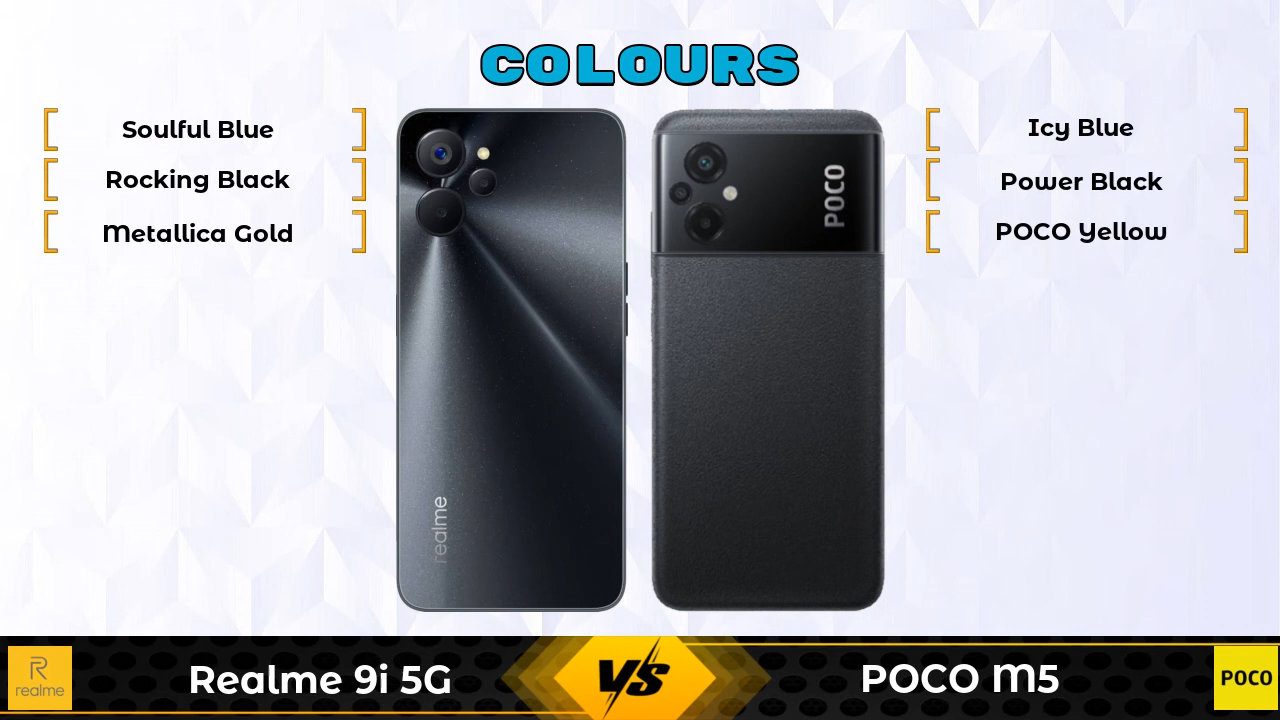 COLOURS
Soulful Blue
Rocking Black
Metallica Gold
Icy Blue
Power Black
POCO Yellow
realme
POCO
R
realme
Realme 9i 5G
VS
POCO M5
POCO